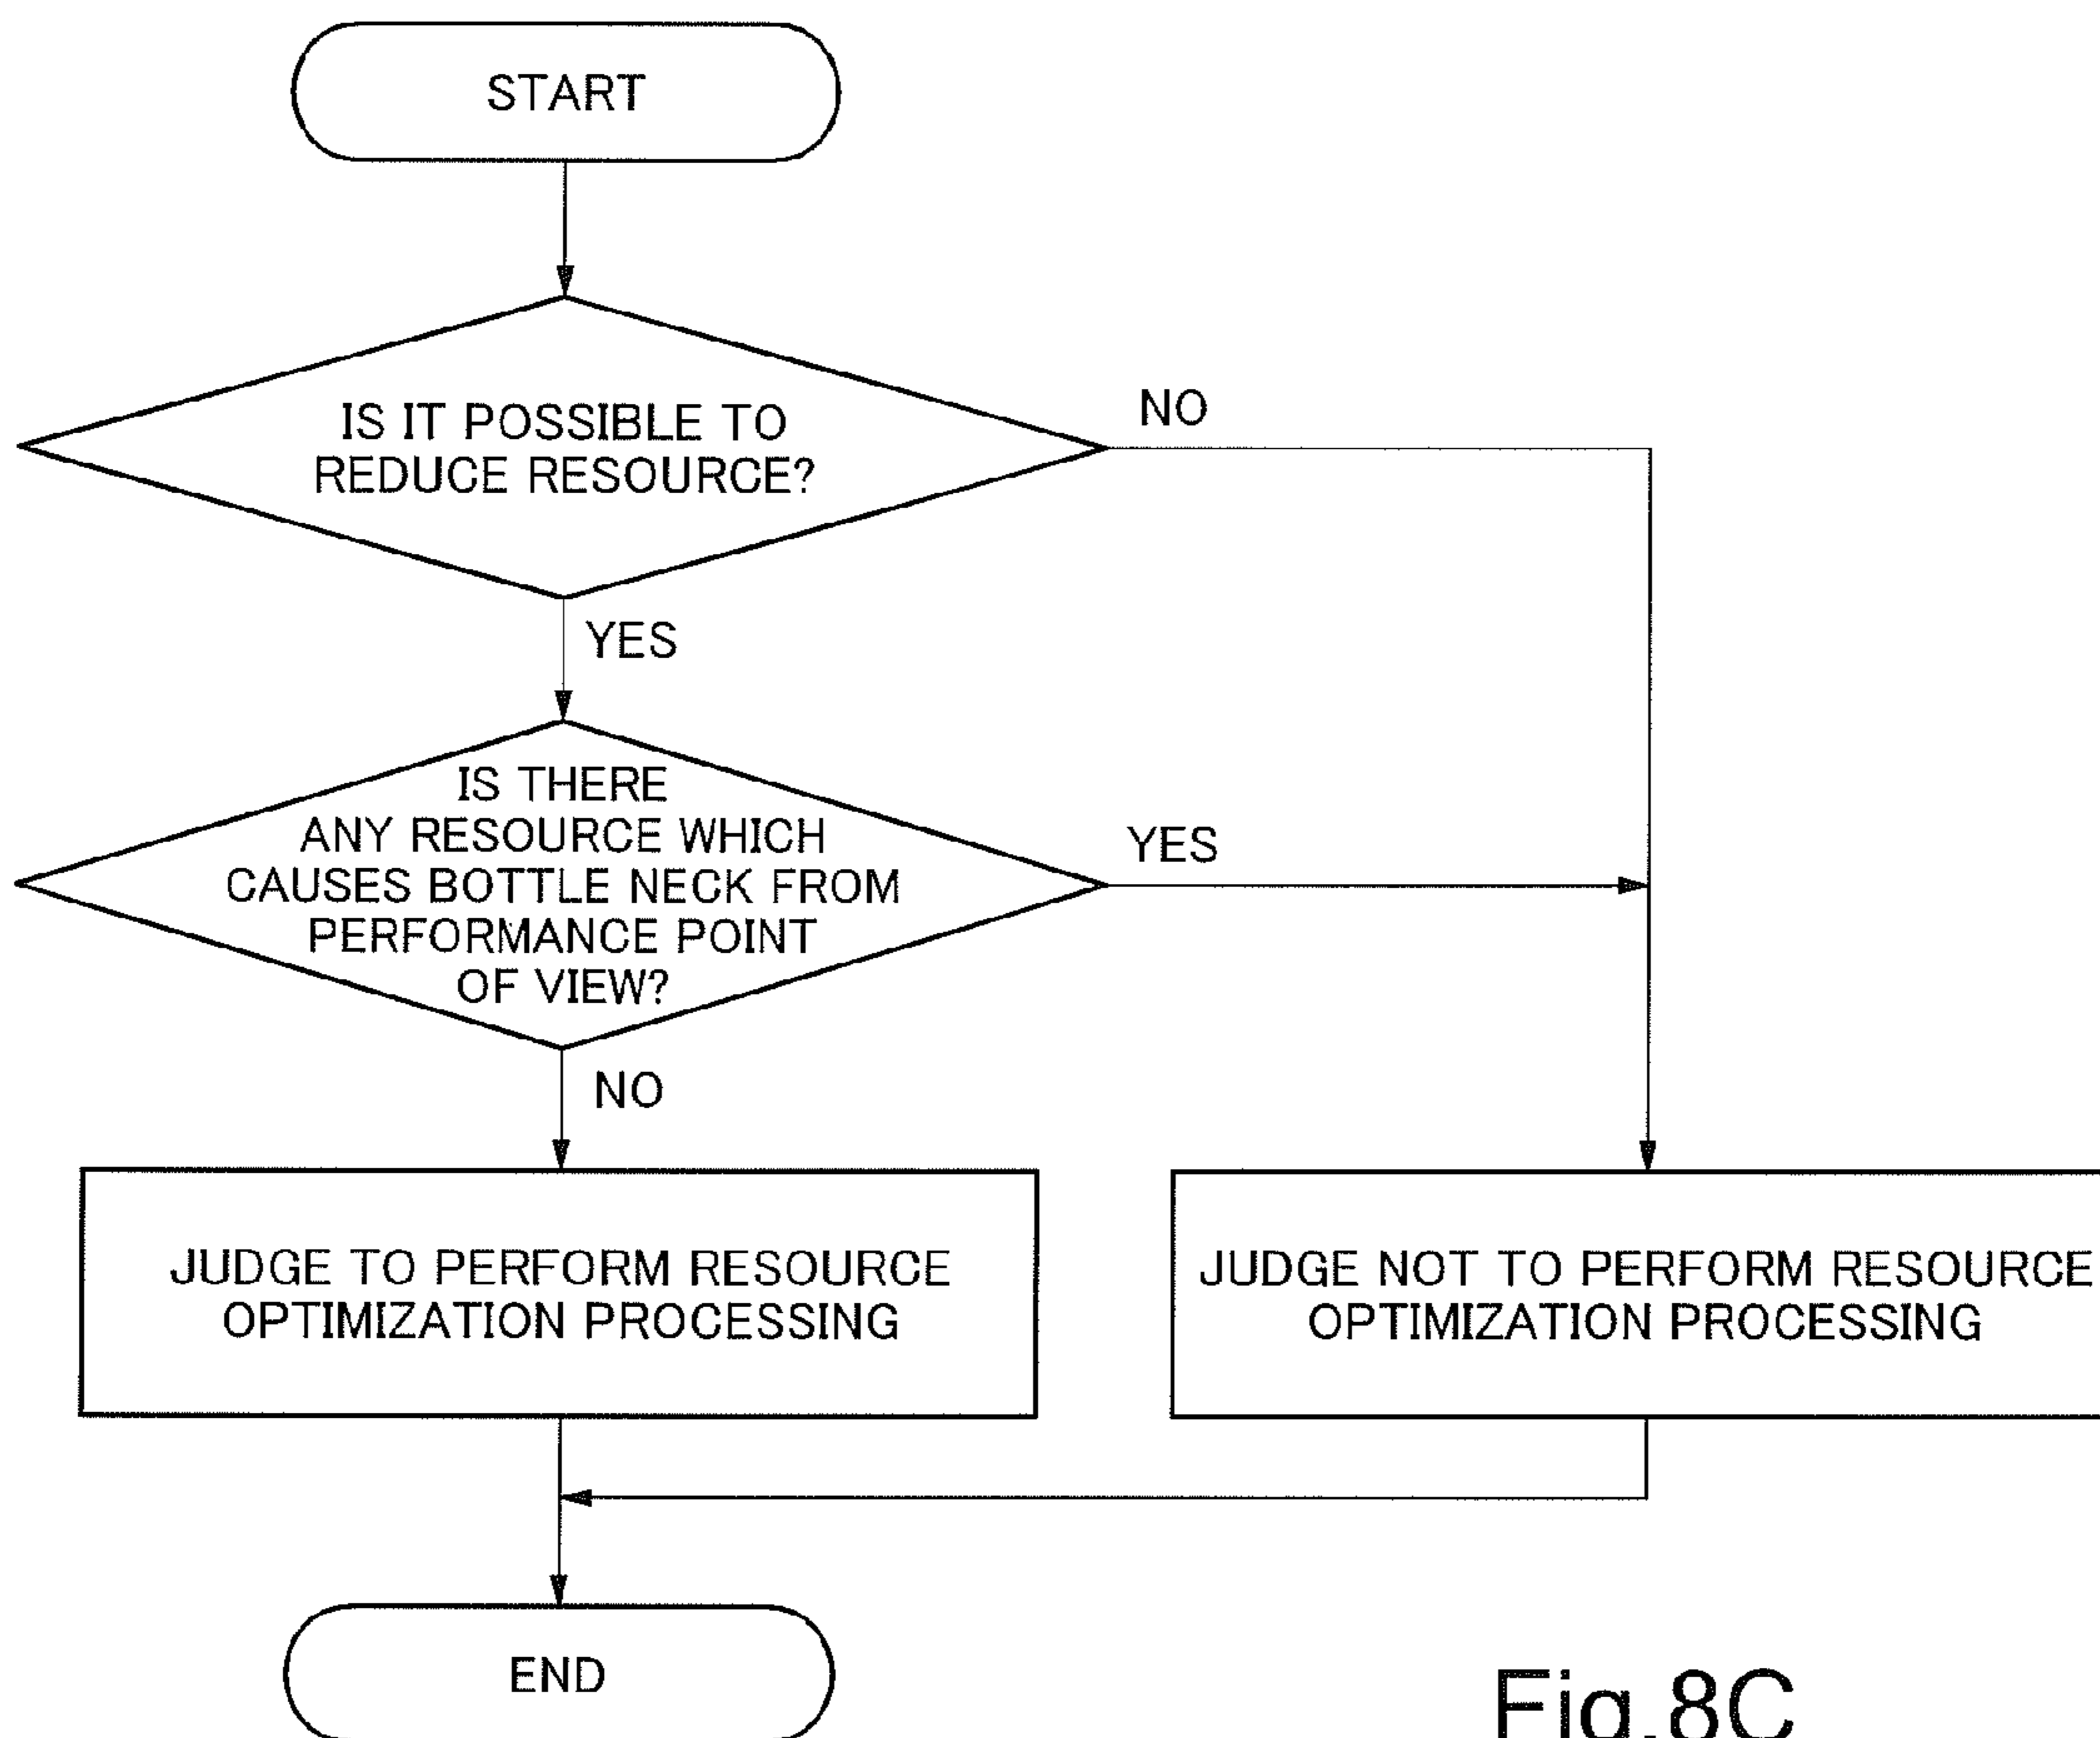 START
IS IT POSSIBLE TO
REDUCE RESOURCE?
NO
YES
IS THERE
ANY RESOURCE WHICH
CAUSES BOTTLE NECK FROM
PERFORMANCE POINT
OF VIEW?
YES
NO
JUDGE TO PERFORM RESOURCE
OPTIMIZATION PROCESSING
JUDGE NOT TO PERFORM RESOURCE
OPTIMIZATION PROCESSING
END
Fig.8C